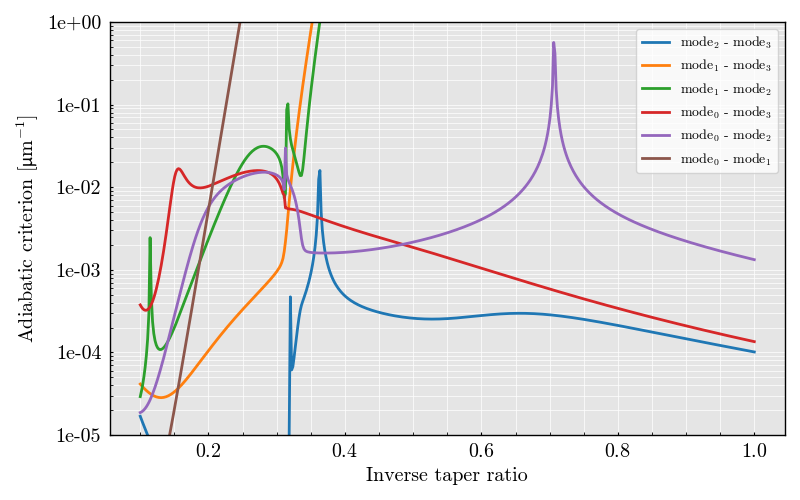 1e+00
1e-01
1e-02
1e-03
1e-04
1e-05
Adiabatic criterion [μm⁻¹]
0.2 0.4 0.6 0.8 1.0
Inverse taper ratio
mode₂ - mode₃
mode₁ - mode₃
mode₁ - mode₂
mode₀ - mode₃
mode₀ - mode₂
mode₀ - mode₁